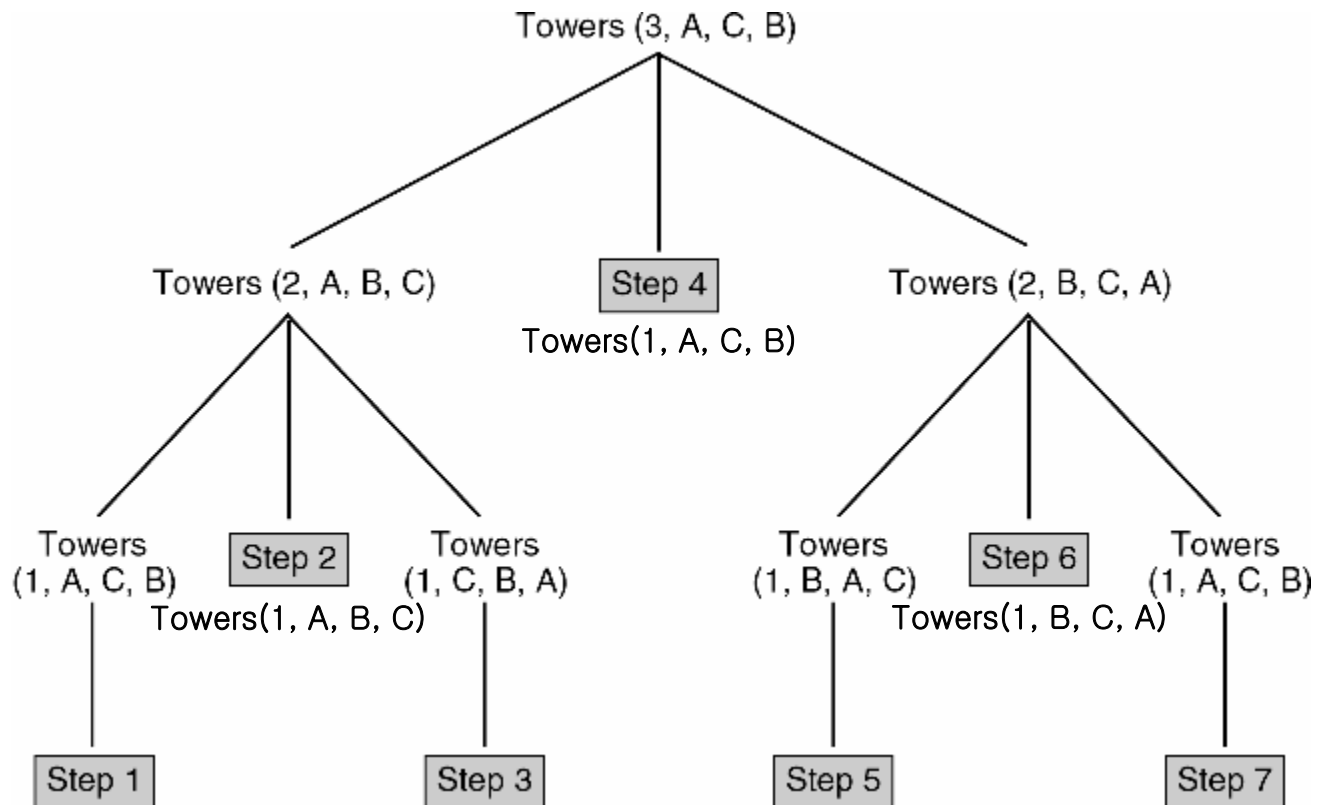 Towers (3, A, C, B)
Towers (2, A, B, C)
Step 4
Towers (2, B, C, A)
Towers(1, A, C, B)
Towers
(1, A, C, B)
Step 2
Towers(1, A, B, C)
Towers
(1, C, B, A)
Towers
(1, B, A, C)
Step 6
Towers(1, B, C, A)
Towers
(1, A, C, B)
Step 1
Step 3
Step 5
Step 7